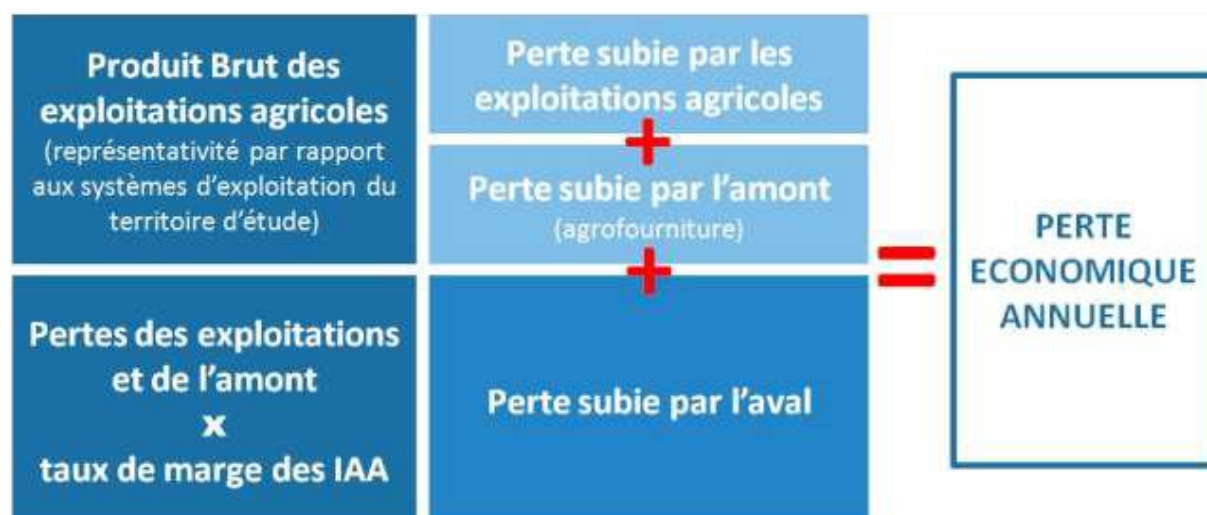 Produit Brut des
exploitations agricoles
(représentativité par rapport
aux systèmes d'exploitation du
territoire d'étude)
Perte subie par les
exploitations agricoles
+
Perte subie par l'amont
(agrofourniture)
+
Pertes des exploitations
et de l'amont
x
taux de marge des IAA
Perte subie par l'aval
=
PERTE
ECONOMIQUE
ANNUELLE